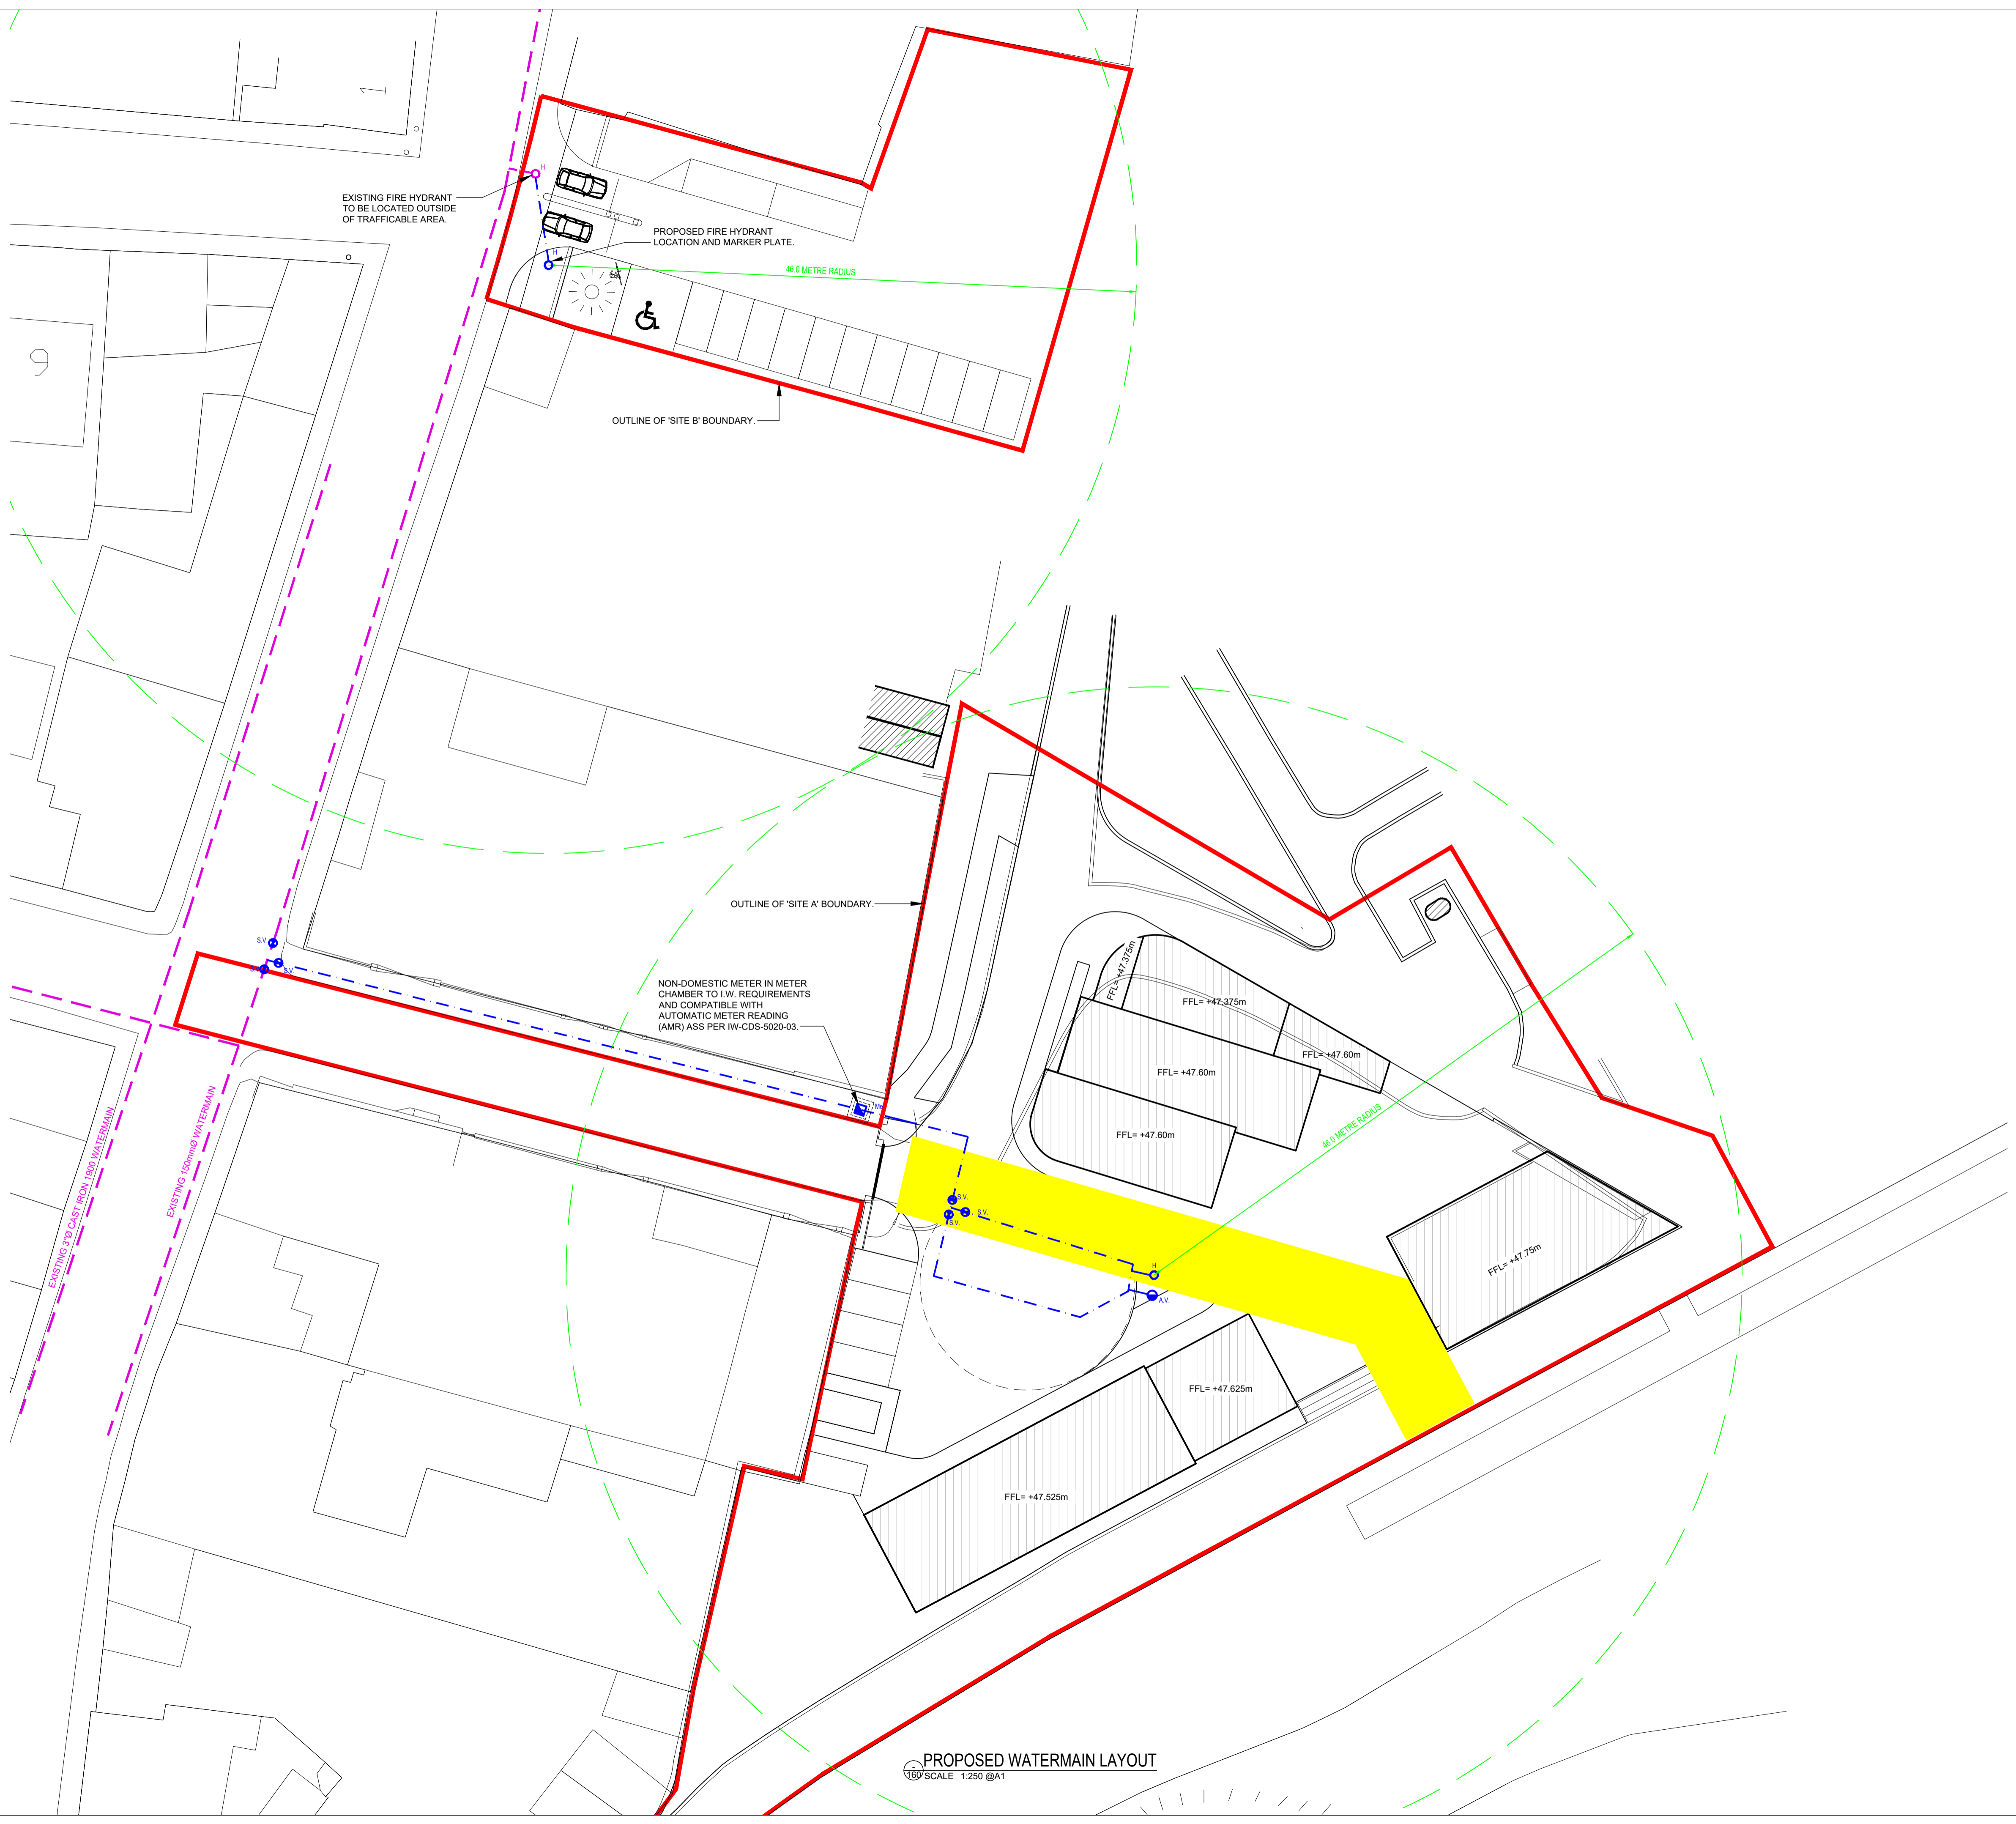 1
H
EXISTING FIRE HYDRANT
TO BE LOCATED OUTSIDE
OF TRAFFICABLE AREA.
PROPOSED FIRE HYDRANT
LOCATION AND MARKER PLATE.
H
46.0 METRE RADIUS
9
OUTLINE OF 'SITE B' BOUNDARY.
OUTLINE OF 'SITE A' BOUNDARY.
S.V.
S.V.
S.V.
NON-DOMESTIC METER IN METER
CHAMBER TO I.W. REQUIREMENTS
AND COMPATIBLE WITH
AUTOMATIC METER READING
(AMR) ASS PER IW-CDS-5020-03.
FFL= +47.375m
FFL= +47.375m
FFL= +47.60m
FFL= +47.60m
FFL= +47.60m
46.0 METRE RADIUS
EXISTING 3"Ø CAST IRON 1900 WATERMAIN
EXISTING 150mmØ WATERMAIN
S.V.
S.V.
S.V.
H
A.V.
FFL= +47.75m
FFL= +47.625m
FFL= +47.525m
PROPOSED WATERMAIN LAYOUT
-
160
SCALE 1:250 @A1